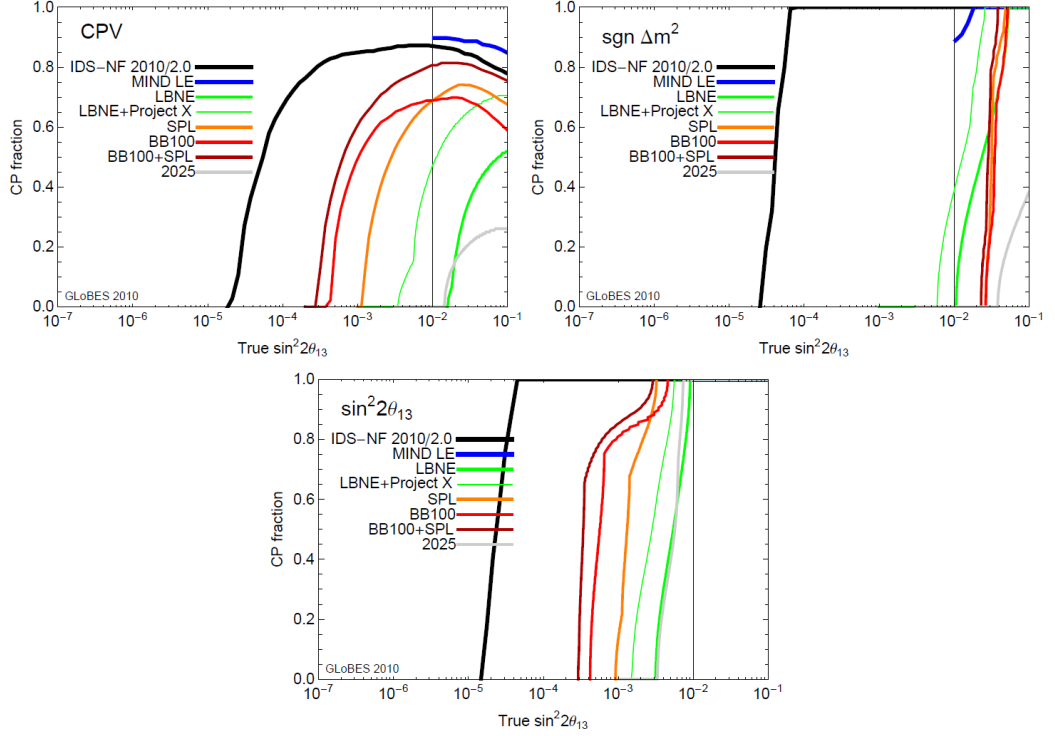 CPV
IDS−NF 2010/2.0
MIND LE
LBNE
LBNE+Project X
SPL
BB100
BB100+SPL
2025
GLoBES 2010
CP fraction
0.0
0.2
0.4
0.6
0.8
1.0
10⁻⁷
10⁻⁶
10⁻⁵
10⁻⁴
10⁻³
10⁻²
10⁻¹
True sin²2θ₁₃
sgn Δm²
IDS−NF 2010/2.0
MIND LE
LBNE
LBNE+Project X
SPL
BB100
BB100+SPL
2025
GLoBES 2010
CP fraction
0.0
0.2
0.4
0.6
0.8
1.0
10⁻⁷
10⁻⁶
10⁻⁵
10⁻⁴
10⁻³
10⁻²
10⁻¹
True sin²2θ₁₃
sin²2θ₁₃
IDS−NF 2010/2.0
MIND LE
LBNE
LBNE+Project X
SPL
BB100
BB100+SPL
2025
GLoBES 2010
CP fraction
0.0
0.2
0.4
0.6
0.8
1.0
10⁻⁷
10⁻⁶
10⁻⁵
10⁻⁴
10⁻³
10⁻²
10⁻¹
True sin²2θ₁₃